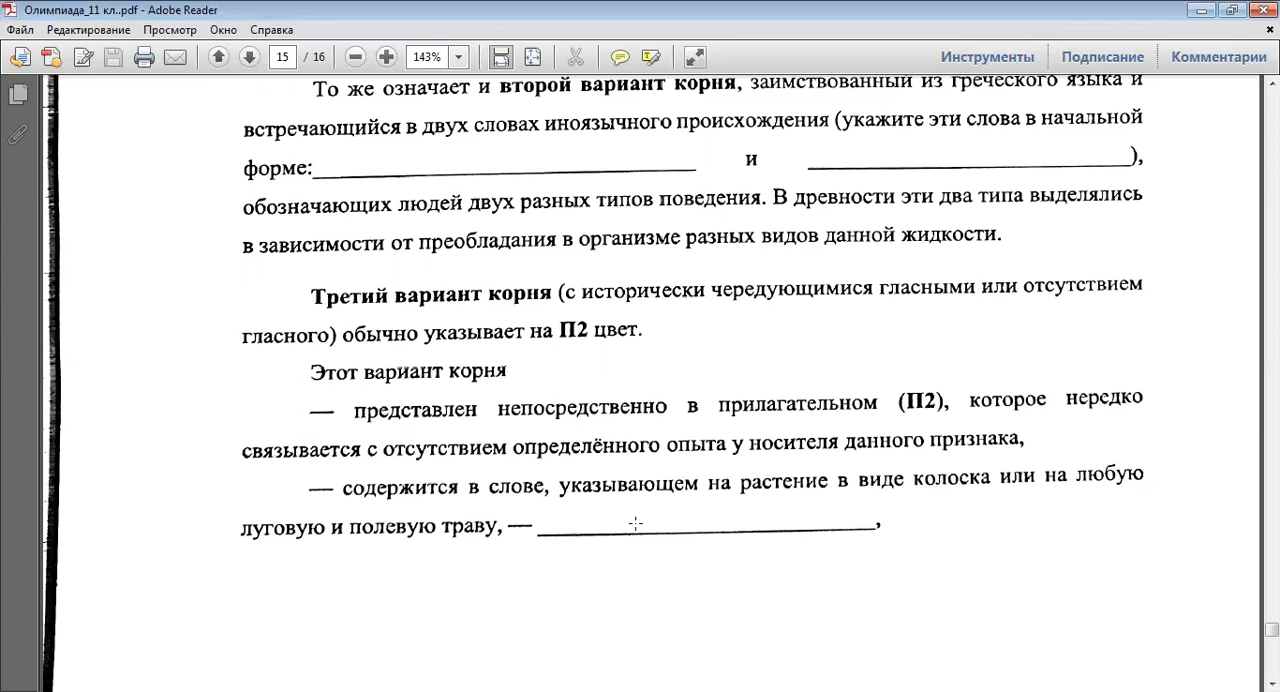 Олимпиада_11 кл..pdf - Adobe Reader
Файл Редактирование Просмотр Окно Справка
15 / 16 143% Инструменты Подписание Комментарии
То же означает и второй вариант корня, заимствованный из греческого языка и
встречающийся в двух словах иноязычного происхождения (укажите эти слова в начальной
форме:______________________________ и __________________________),
обозначающих людей двух разных типов поведения. В древности эти два типа выделялись
в зависимости от преобладания в организме разных видов данной жидкости.
Третий вариант корня (с исторически чередующимися гласными или отсутствием
гласного) обычно указывает на П2 цвет.
Этот вариант корня
— представлен непосредственно в прилагательном (П2), которое нередко
связывается с отсутствием определённого опыта у носителя данного признака,
— содержится в слове, указывающем на растение в виде колоска или на любую
луговую и полевую траву, — __________________________,